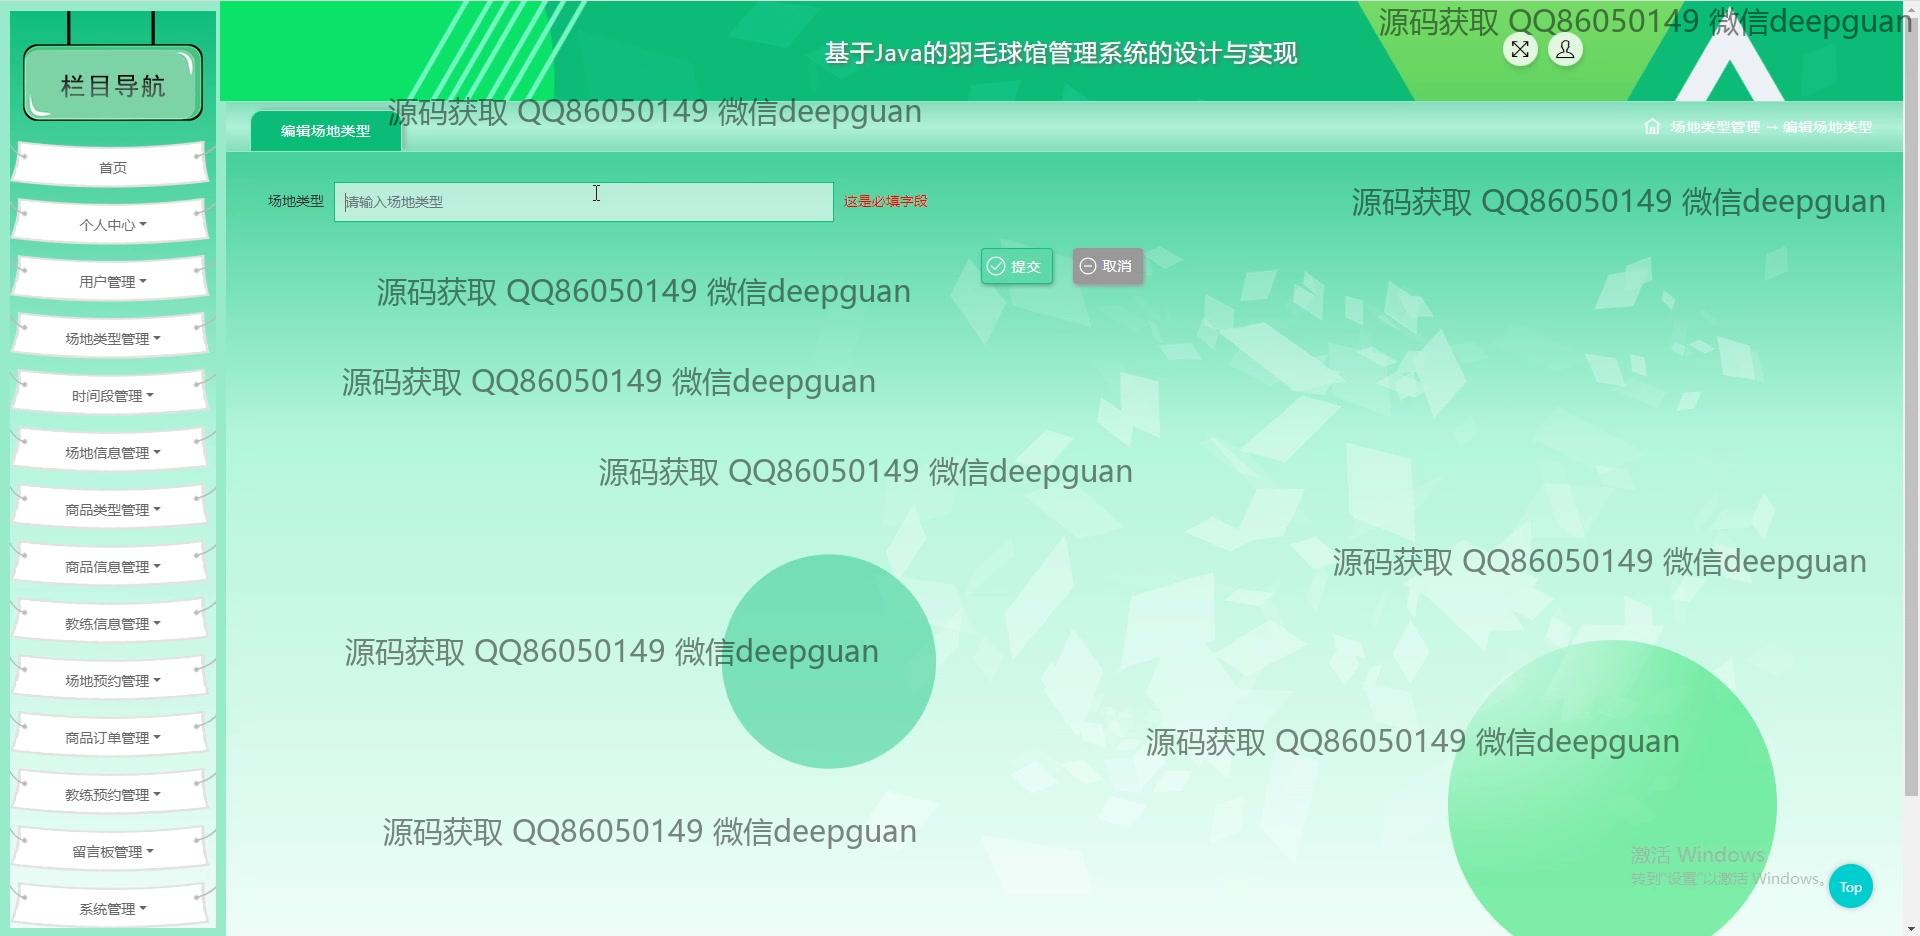 源码获取 QQ86050149 微信deepguan
基于Java的羽毛球馆管理系统的设计与实现
栏目导航
源码获取 QQ86050149 微信deepguan
编辑场地类型
场地类型管理 → 编辑场地类型
首页
个人中心
用户管理
场地类型管理
时间段管理
场地信息管理
商品类型管理
商品信息管理
教练信息管理
场地预约管理
商品订单管理
教练预约管理
留言板管理
系统管理
场地类型
请输入场地类型
这是必填字段
源码获取 QQ86050149 微信deepguan
提交
取消
源码获取 QQ86050149 微信deepguan
源码获取 QQ86050149 微信deepguan
源码获取 QQ86050149 微信deepguan
源码获取 QQ86050149 微信deepguan
源码获取 QQ86050149 微信deepguan
源码获取 QQ86050149 微信deepguan
源码获取 QQ86050149 微信deepguan
激活 Windows
转到"设置"以激活 Windows。
Top